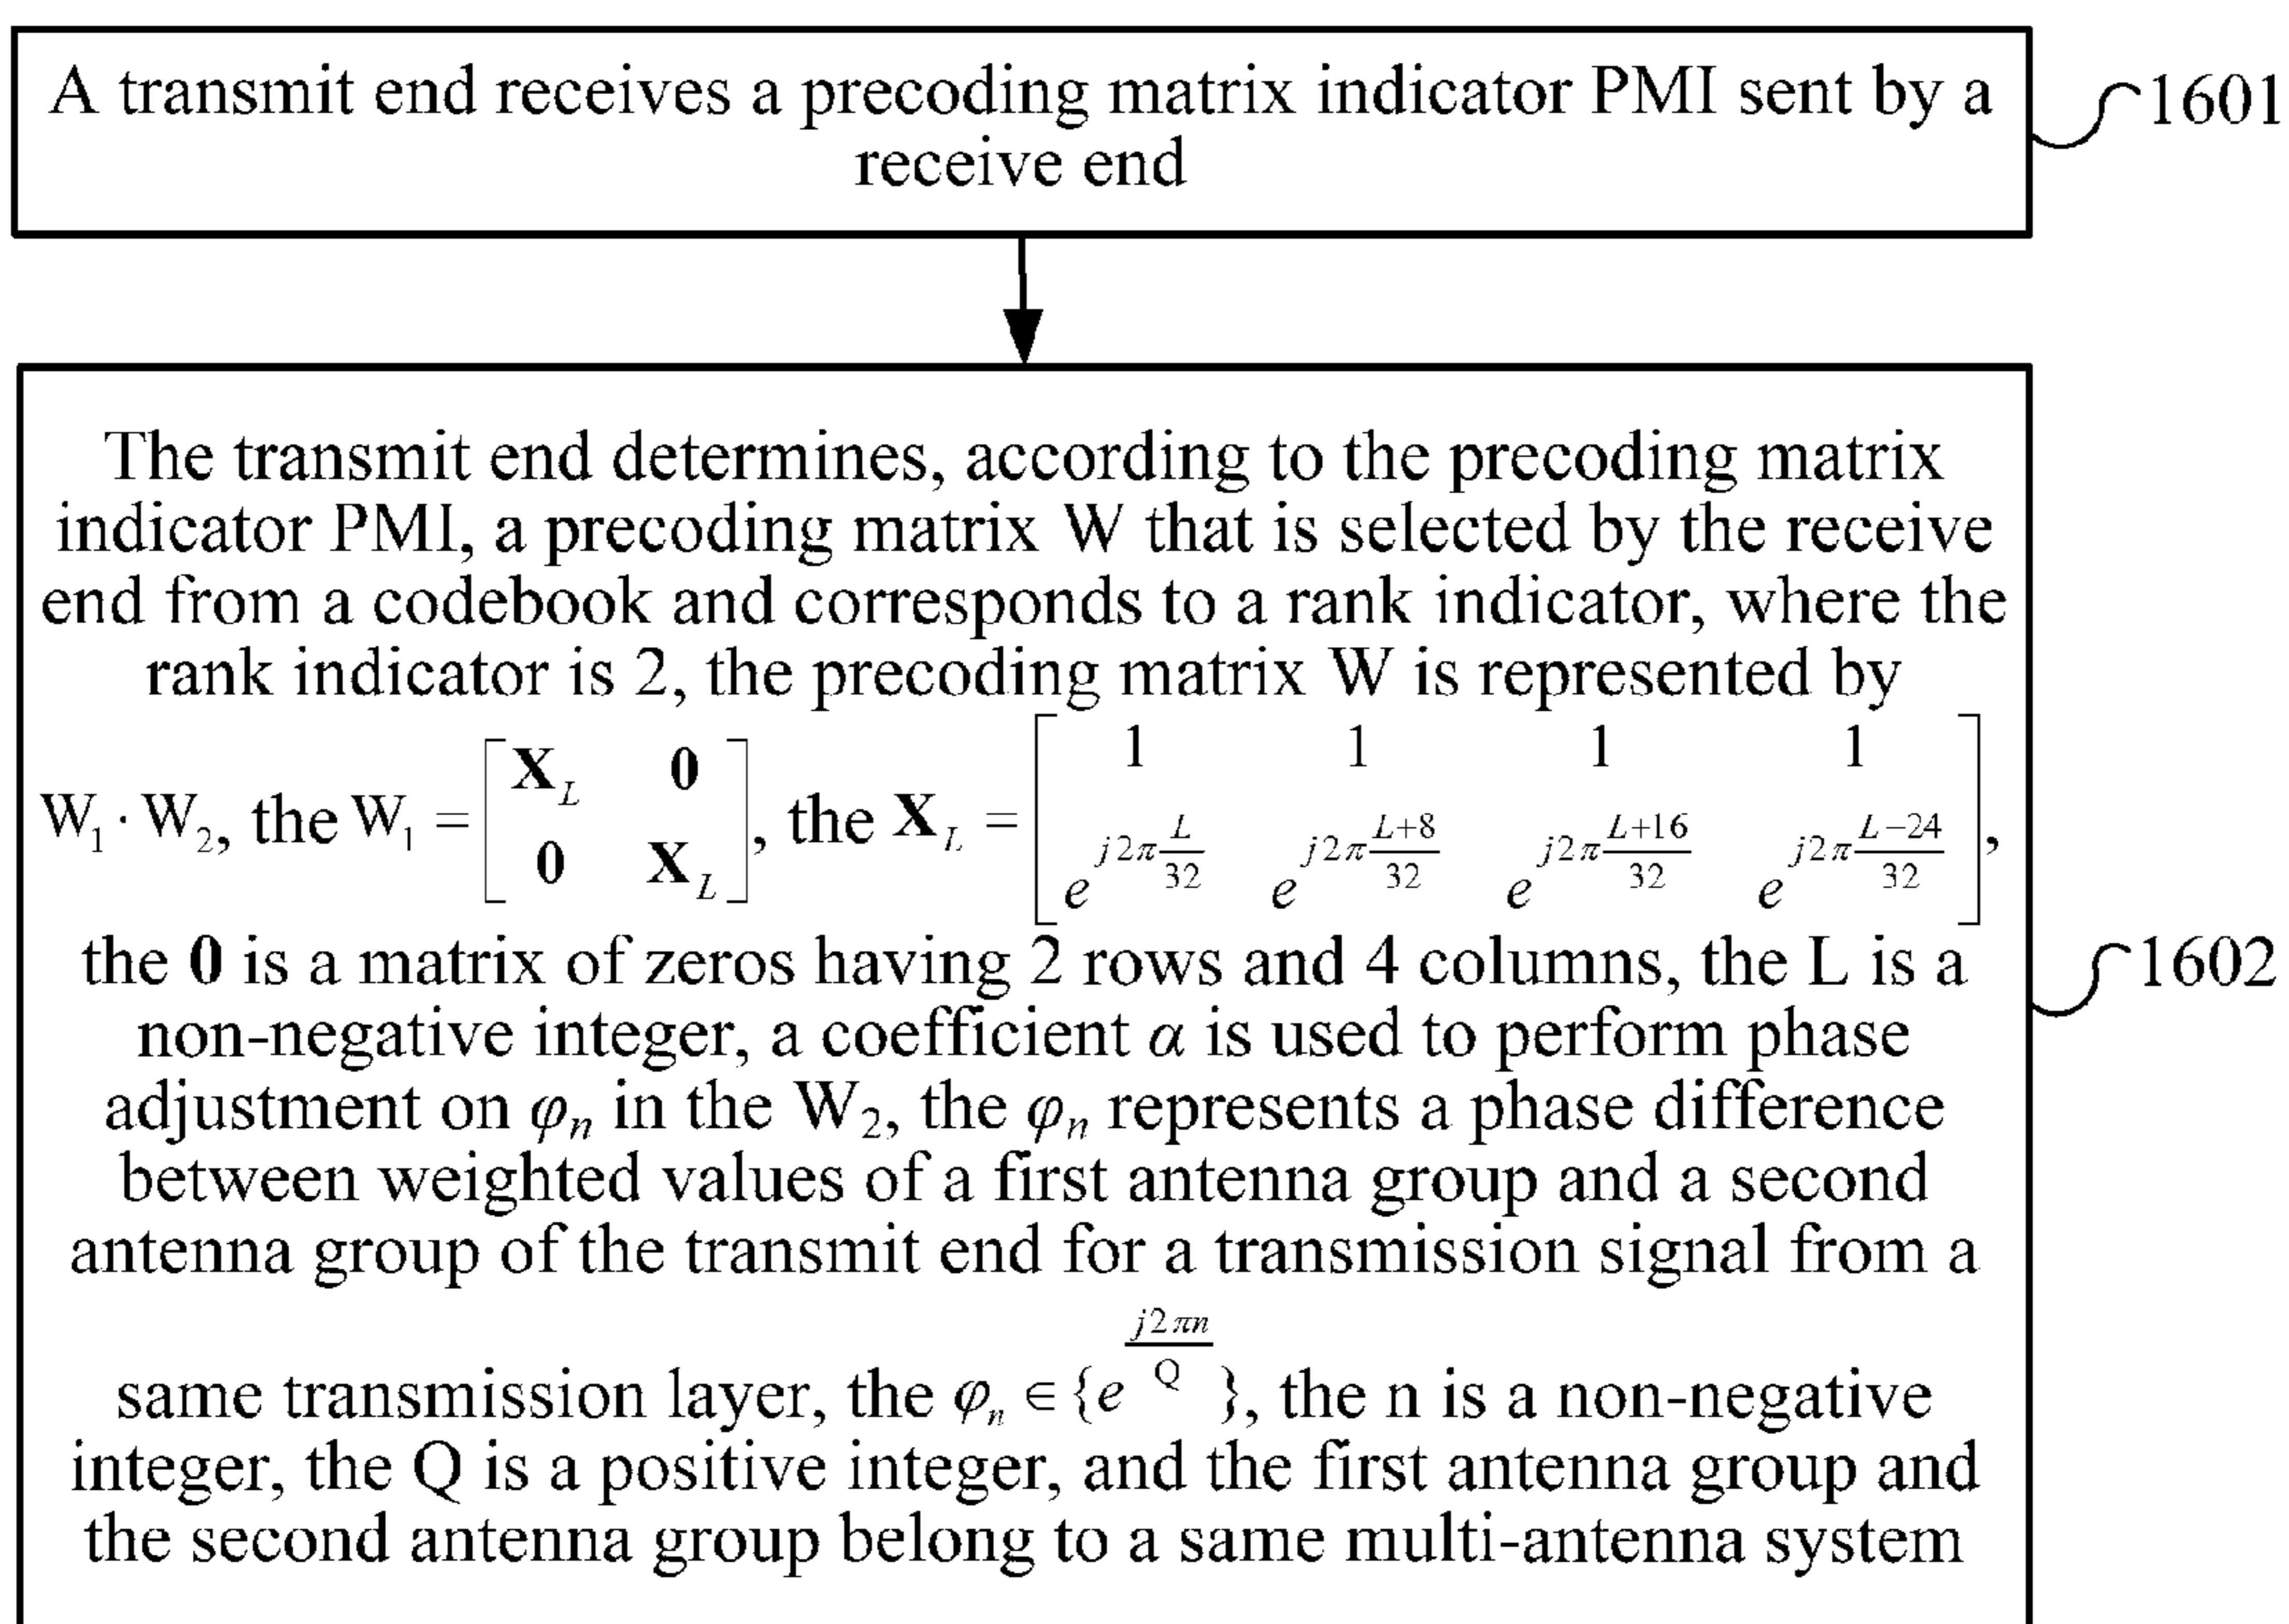 A transmit end receives a precoding matrix indicator PMI sent by a
receive end
1601
The transmit end determines, according to the precoding matrix
indicator PMI, a precoding matrix W that is selected by the receive
end from a codebook and corresponds to a rank indicator, where the
rank indicator is 2, the precoding matrix W is represented by
W₁ · W₂, the W₁ = [X_L 0; 0 X_L], the X_L = [1 1 1 1; e^{j2π L/32} e^{j2π (L+8)/32} e^{j2π (L+16)/32} e^{j2π (L−24)/32}],
the 0 is a matrix of zeros having 2 rows and 4 columns, the L is a
1602
non-negative integer, a coefficient α is used to perform phase
adjustment on φₙ in the W₂, the φₙ represents a phase difference
between weighted values of a first antenna group and a second
antenna group of the transmit end for a transmission signal from a
same transmission layer, the φₙ ∈ {e^{j2πn/Q}}, the n is a non-negative
integer, the Q is a positive integer, and the first antenna group and
the second antenna group belong to a same multi-antenna system